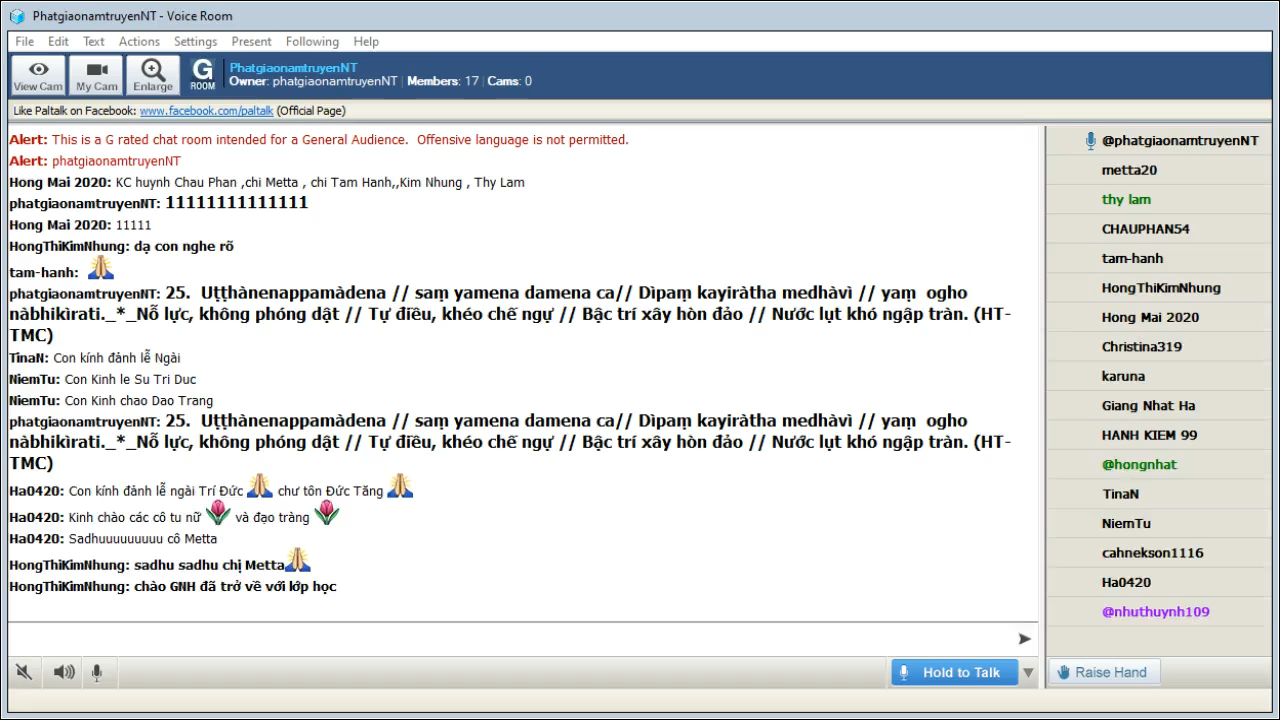 PhatgiaonamtruyenNT - Voice Room
File Edit Text Actions Settings Present Following Help
View Cam My Cam Enlarge G ROOM
PhatgiaonamtruyenNT
Owner: phatgiaonamtruyenNT | Members: 17 | Cams: 0
Like Paltalk on Facebook: www.facebook.com/paltalk (Official Page)
Alert: This is a G rated chat room intended for a General Audience. Offensive language is not permitted.
Alert: phatgiaonamtruyenNT
Hong Mai 2020: KC huynh Chau Phan ,chi Metta , chi Tam Hanh,,Kim Nhung , Thy Lam
phatgiaonamtruyenNT: 11111111111111
Hong Mai 2020: 11111
HongThiKimNhung: dạ con nghe rõ
tam-hanh: 🙏
phatgiaonamtruyenNT: 25. Uṭṭhànenappamàdena // saṃ yamena damena ca// Dìpaṃ kayiràtha medhàvì // yaṃ ogho
nàbhikìrati._*_Nỗ lực, không phóng dật // Tự điều, khéo chế ngự // Bậc trí xây hòn đảo // Nước lụt khó ngập tràn. (HT-
TMC)
TinaN: Con kính đảnh lễ Ngài
NiemTu: Con Kinh le Su Tri Duc
NiemTu: Con Kinh chao Dao Trang
phatgiaonamtruyenNT: 25. Uṭṭhànenappamàdena // saṃ yamena damena ca// Dìpaṃ kayiràtha medhàvì // yaṃ ogho
nàbhikìrati._*_Nỗ lực, không phóng dật // Tự điều, khéo chế ngự // Bậc trí xây hòn đảo // Nước lụt khó ngập tràn. (HT-
TMC)
Ha0420: Con kính đảnh lễ ngài Trí Đức 🙏 chư tôn Đức Tăng 🙏
Ha0420: Kinh chào các cô tu nữ 🌷 và đạo tràng 🌷
Ha0420: Sadhuuuuuuuuu cô Metta
HongThiKimNhung: sadhu sadhu chị Metta🙏
HongThiKimNhung: chào GNH đã trở về với lớp học
Hold to Talk
@phatgiaonamtruyenNT
metta20
thy lam
CHAUPHAN54
tam-hanh
HongThiKimNhung
Hong Mai 2020
Christina319
karuna
Giang Nhat Ha
HANH KIEM 99
@hongnhat
TinaN
NiemTu
cahnekson1116
Ha0420
@nhuthuynh109
Raise Hand